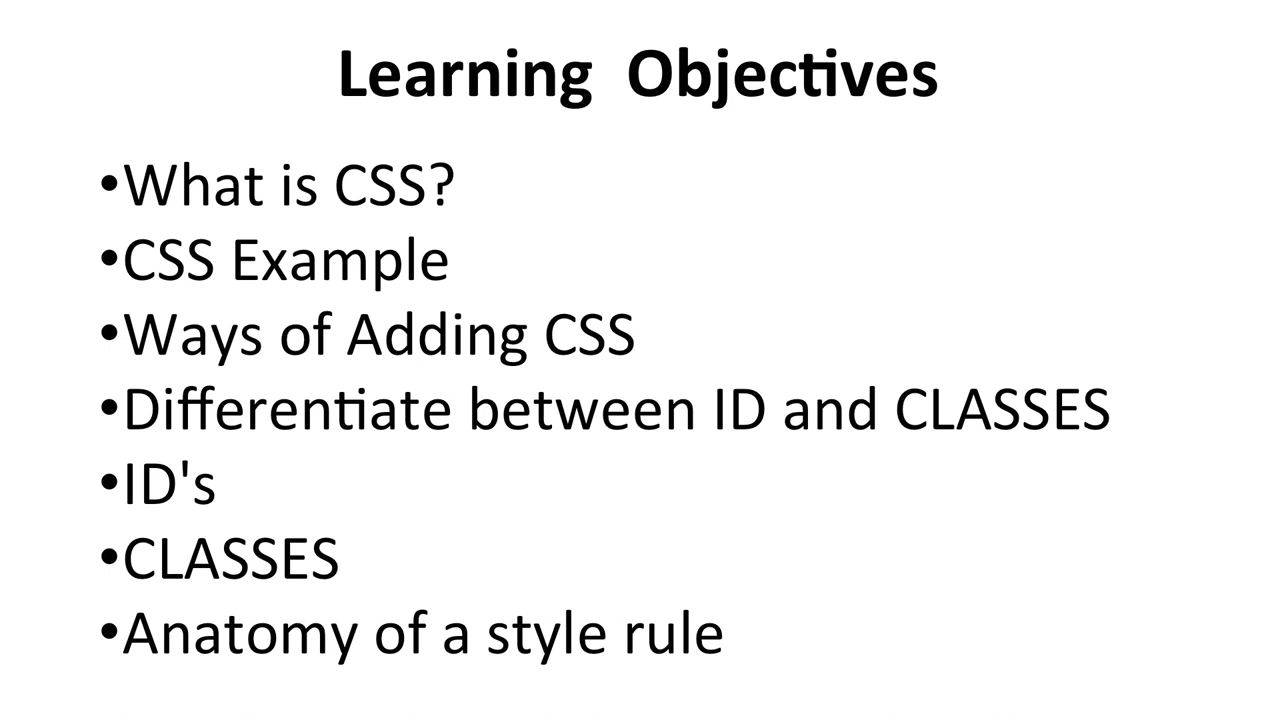 Learning  Objectives
•What is CSS?
•CSS Example
•Ways of Adding CSS
•Differentiate between ID and CLASSES
•ID's
•CLASSES
•Anatomy of a style rule